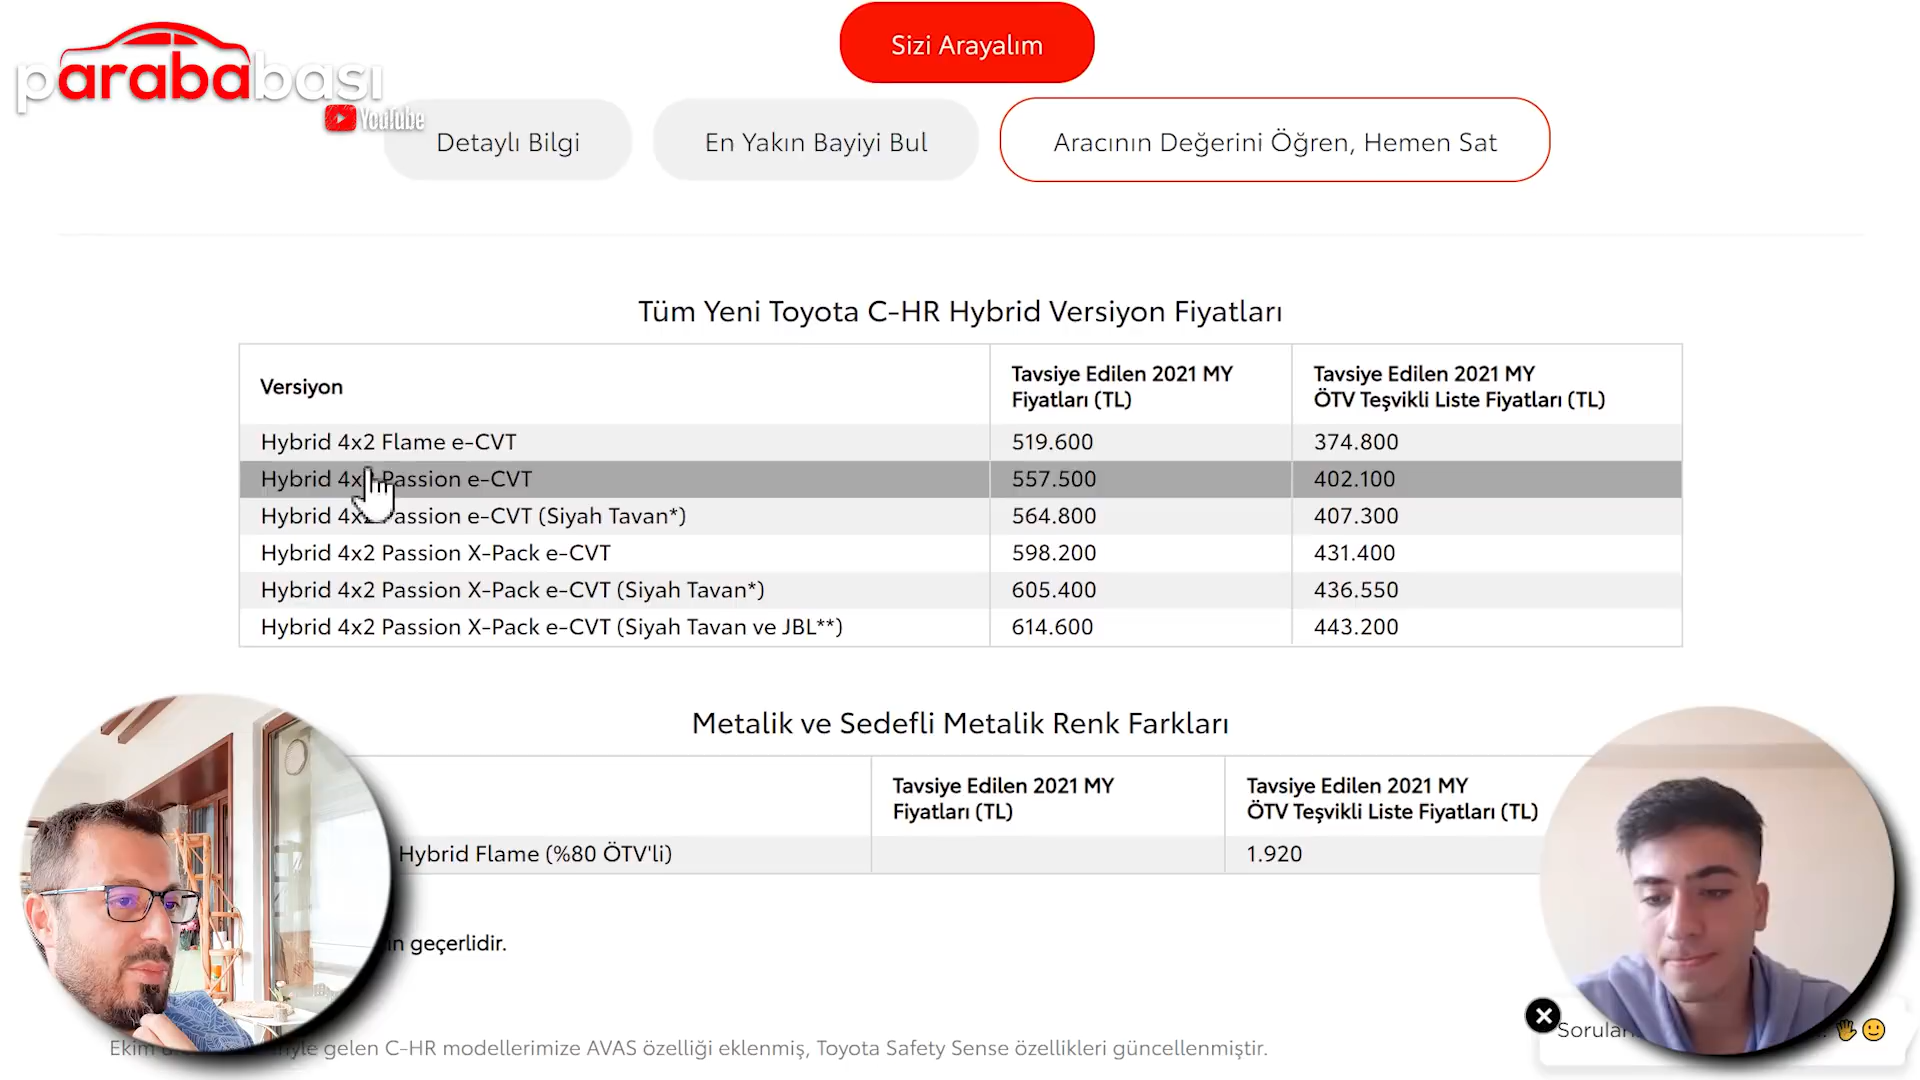 parababası
YouTube
Sizi Arayalım
Detaylı Bilgi
En Yakın Bayiyi Bul
Aracının Değerini Öğren, Hemen Sat
Tüm Yeni Toyota C-HR Hybrid Versiyon Fiyatları
Versiyon
Tavsiye Edilen 2021 MY
Fiyatları (TL)
Tavsiye Edilen 2021 MY
ÖTV Teşvikli Liste Fiyatları (TL)
Hybrid 4x2 Flame e-CVT 519.600 374.800
Hybrid 4x2 Passion e-CVT 557.500 402.100
Hybrid 4x2 Passion e-CVT (Siyah Tavan*) 564.800 407.300
Hybrid 4x2 Passion X-Pack e-CVT 598.200 431.400
Hybrid 4x2 Passion X-Pack e-CVT (Siyah Tavan*) 605.400 436.550
Hybrid 4x2 Passion X-Pack e-CVT (Siyah Tavan ve JBL**) 614.600 443.200
Metalik ve Sedefli Metalik Renk Farkları
Tavsiye Edilen 2021 MY
Fiyatları (TL)
Tavsiye Edilen 2021 MY
ÖTV Teşvikli Liste Fiyatları (TL)
Hybrid Flame (%80 ÖTV'li) 1.920
geçerlidir.
Ekim gelen C-HR modellerimize AVAS özelliği eklenmiş, Toyota Safety Sense özellikleri güncellenmiştir.